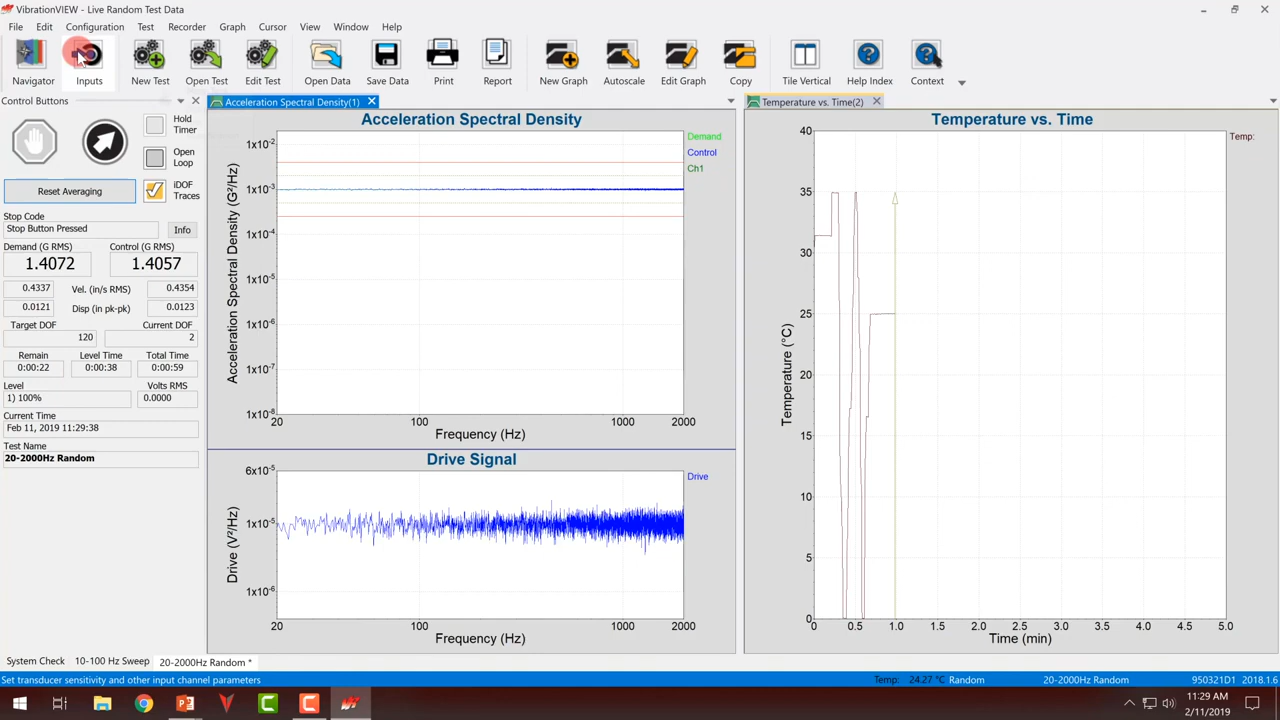 VibrationVIEW - Live Random Test Data
File Edit Configuration Test Recorder Graph Cursor View Window Help
Navigator Inputs New Test Open Test Edit Test Open Data Save Data Print Report New Graph Autoscale Edit Graph Copy Tile Vertical Help Index Context
Control Buttons
Hold
Timer
Open
Loop
Reset Averaging
iDOF
Traces
Stop Code
Stop Button Pressed
Info
Demand (G RMS) Control (G RMS)
1.4072 1.4057
0.4337 Vel. (in/s RMS) 0.4354
0.0121 Disp (in pk-pk) 0.0123
Target DOF Current DOF
120 2
Remain Level Time Total Time
0:00:22 0:00:38 0:00:59
Level Volts RMS
1) 100% 0.0000
Current Time
Feb 11, 2019 11:29:38
Test Name
20-2000Hz Random
Acceleration Spectral Density(1)
Acceleration Spectral Density
Demand
Control
Ch1
Acceleration Spectral Density (G²/Hz)
1x10⁻²
1x10⁻³
1x10⁻⁴
1x10⁻⁵
1x10⁻⁶
1x10⁻⁷
1x10⁻⁸
20 100 1000 2000
Frequency (Hz)
Drive Signal
Drive
Drive (V²/Hz)
6x10⁻⁵
1x10⁻⁵
1x10⁻⁶
20 100 1000 2000
Frequency (Hz)
Temperature vs. Time(2)
Temperature vs. Time
Temp:
Temperature (°C)
40
35
30
25
20
15
10
5
0
0 0.5 1.0 1.5 2.0 2.5 3.0 3.5 4.0 4.5 5.0
Time (min)
System Check 10-100 Hz Sweep 20-2000Hz Random *
Set transducer sensitivity and other input channel parameters
Temp: 24.27 °C Random 20-2000Hz Random 950321D1 2018.1.6
11:29 AM
2/11/2019